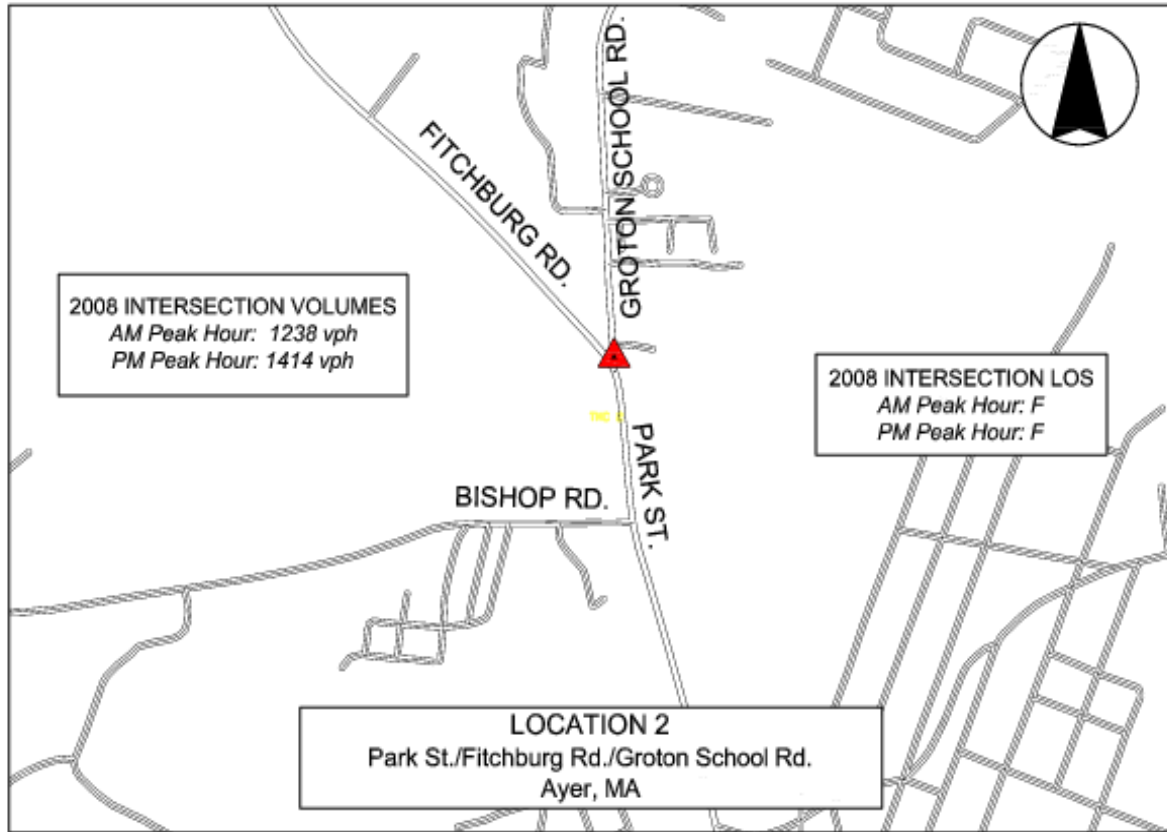 GROTON SCHOOL RD.
FITCHBURG RD.
2008 INTERSECTION VOLUMES
AM Peak Hour: 1238 vph
PM Peak Hour: 1414 vph
2008 INTERSECTION LOS
AM Peak Hour: F
PM Peak Hour: F
PARK ST.
BISHOP RD.
LOCATION 2
Park St./Fitchburg Rd./Groton School Rd.
Ayer, MA